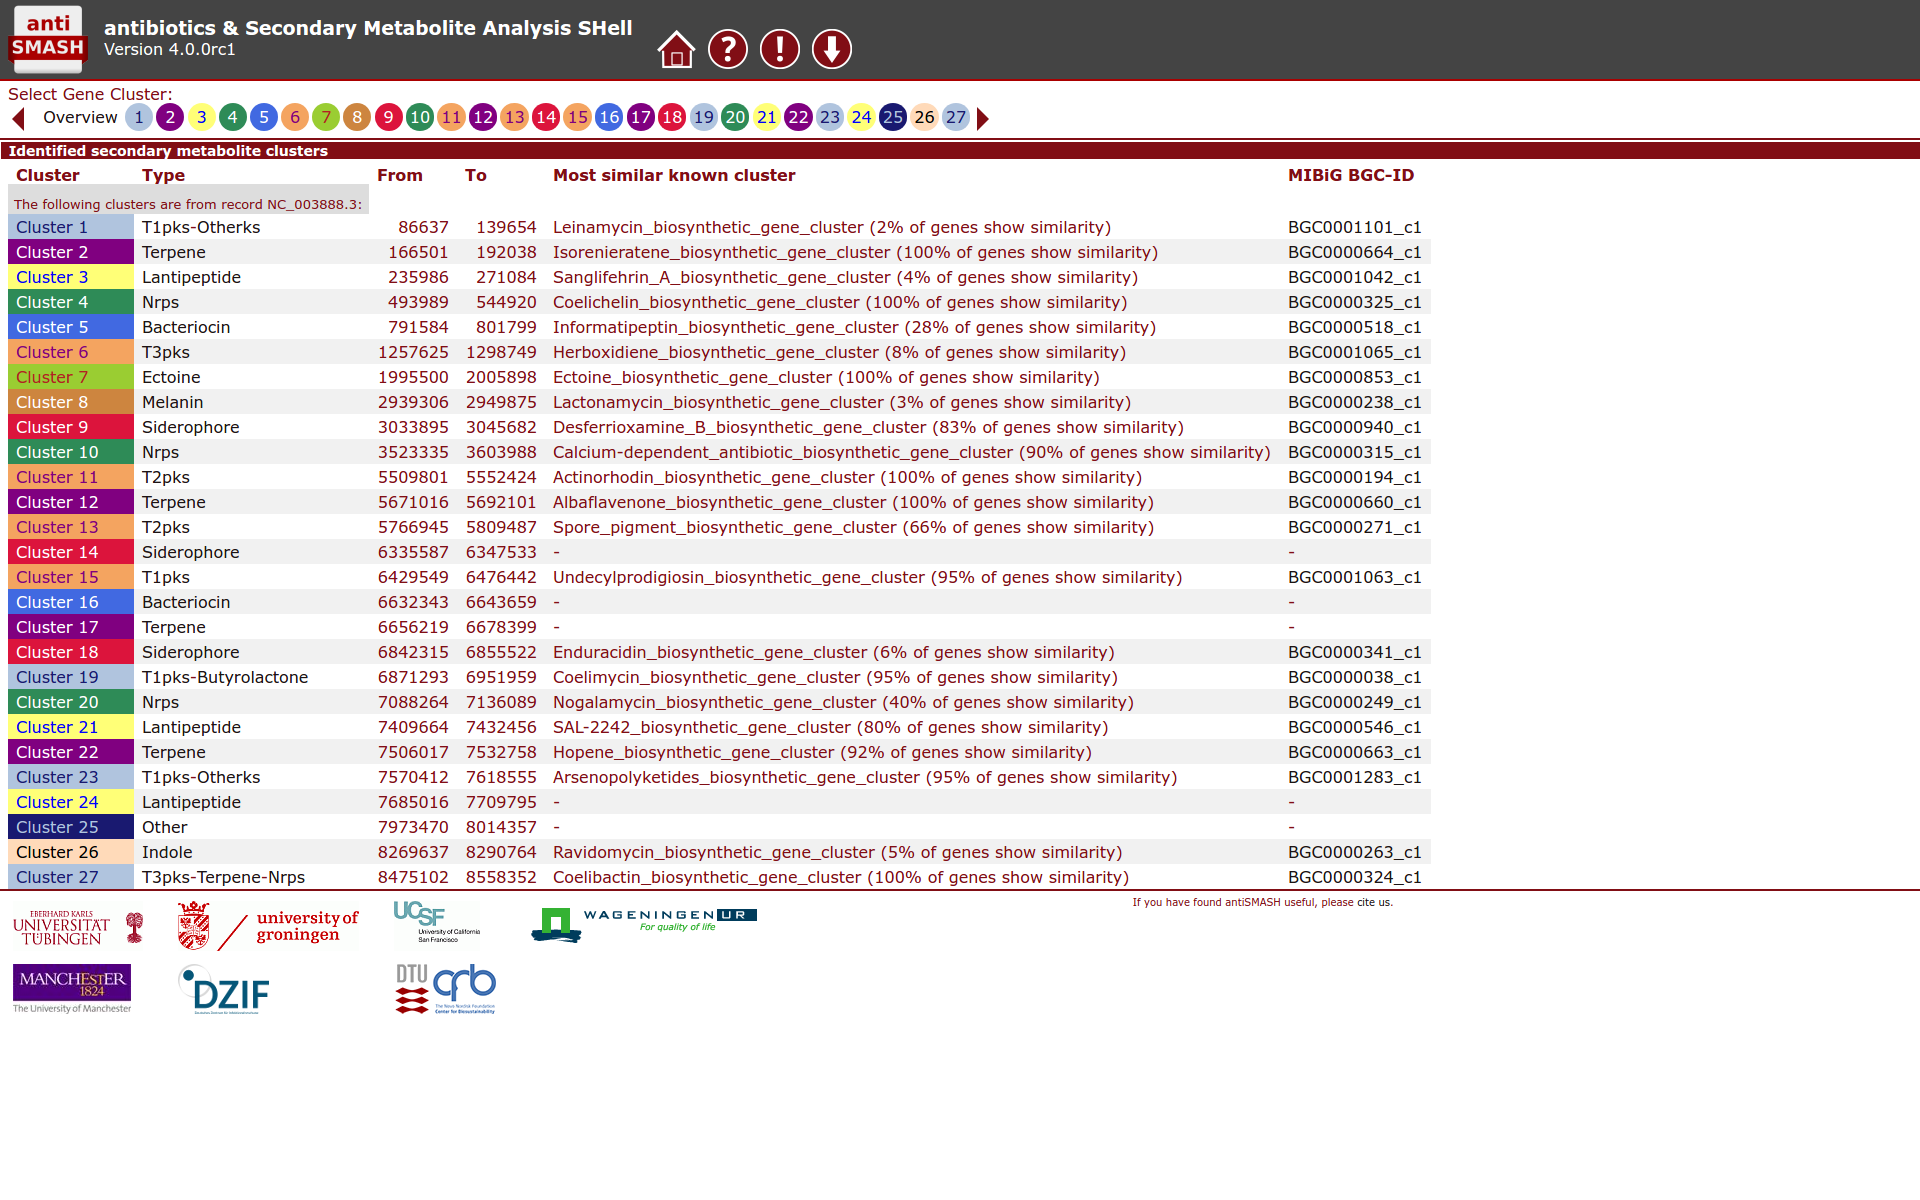 anti
SMASH
antibiotics & Secondary Metabolite Analysis SHell
Version 4.0.0rc1
? !
Select Gene Cluster:
Overview 1 2 3 4 5 6 7 8 9 10 11 12 13 14 15 16 17 18 19 20 21 22 23 24 25 26 27
Identified secondary metabolite clusters
Cluster Type From To Most similar known cluster MIBiG BGC-ID
The following clusters are from record NC_003888.3:
Cluster 1 T1pks-Otherks 86637 139654 Leinamycin_biosynthetic_gene_cluster (2% of genes show similarity) BGC0001101_c1
Cluster 2 Terpene 166501 192038 Isorenieratene_biosynthetic_gene_cluster (100% of genes show similarity) BGC0000664_c1
Cluster 3 Lantipeptide 235986 271084 Sanglifehrin_A_biosynthetic_gene_cluster (4% of genes show similarity) BGC0001042_c1
Cluster 4 Nrps 493989 544920 Coelichelin_biosynthetic_gene_cluster (100% of genes show similarity) BGC0000325_c1
Cluster 5 Bacteriocin 791584 801799 Informatipeptin_biosynthetic_gene_cluster (28% of genes show similarity) BGC0000518_c1
Cluster 6 T3pks 1257625 1298749 Herboxidiene_biosynthetic_gene_cluster (8% of genes show similarity) BGC0001065_c1
Cluster 7 Ectoine 1995500 2005898 Ectoine_biosynthetic_gene_cluster (100% of genes show similarity) BGC0000853_c1
Cluster 8 Melanin 2939306 2949875 Lactonamycin_biosynthetic_gene_cluster (3% of genes show similarity) BGC0000238_c1
Cluster 9 Siderophore 3033895 3045682 Desferrioxamine_B_biosynthetic_gene_cluster (83% of genes show similarity) BGC0000940_c1
Cluster 10 Nrps 3523335 3603988 Calcium-dependent_antibiotic_biosynthetic_gene_cluster (90% of genes show similarity) BGC0000315_c1
Cluster 11 T2pks 5509801 5552424 Actinorhodin_biosynthetic_gene_cluster (100% of genes show similarity) BGC0000194_c1
Cluster 12 Terpene 5671016 5692101 Albaflavenone_biosynthetic_gene_cluster (100% of genes show similarity) BGC0000660_c1
Cluster 13 T2pks 5766945 5809487 Spore_pigment_biosynthetic_gene_cluster (66% of genes show similarity) BGC0000271_c1
Cluster 14 Siderophore 6335587 6347533 - -
Cluster 15 T1pks 6429549 6476442 Undecylprodigiosin_biosynthetic_gene_cluster (95% of genes show similarity) BGC0001063_c1
Cluster 16 Bacteriocin 6632343 6643659 - -
Cluster 17 Terpene 6656219 6678399 - -
Cluster 18 Siderophore 6842315 6855522 Enduracidin_biosynthetic_gene_cluster (6% of genes show similarity) BGC0000341_c1
Cluster 19 T1pks-Butyrolactone 6871293 6951959 Coelimycin_biosynthetic_gene_cluster (95% of genes show similarity) BGC0000038_c1
Cluster 20 Nrps 7088264 7136089 Nogalamycin_biosynthetic_gene_cluster (40% of genes show similarity) BGC0000249_c1
Cluster 21 Lantipeptide 7409664 7432456 SAL-2242_biosynthetic_gene_cluster (80% of genes show similarity) BGC0000546_c1
Cluster 22 Terpene 7506017 7532758 Hopene_biosynthetic_gene_cluster (92% of genes show similarity) BGC0000663_c1
Cluster 23 T1pks-Otherks 7570412 7618555 Arsenopolyketides_biosynthetic_gene_cluster (95% of genes show similarity) BGC0001283_c1
Cluster 24 Lantipeptide 7685016 7709795 - -
Cluster 25 Other 7973470 8014357 - -
Cluster 26 Indole 8269637 8290764 Ravidomycin_biosynthetic_gene_cluster (5% of genes show similarity) BGC0000263_c1
Cluster 27 T3pks-Terpene-Nrps 8475102 8558352 Coelibactin_biosynthetic_gene_cluster (100% of genes show similarity) BGC0000324_c1
If you have found antiSMASH useful, please cite us.
EBERHARD KARLS
UNIVERSITÄT
TÜBINGEN
university of
groningen
UCSF
University of California
San Francisco
WAGENINGEN UR
For quality of life
MANCHESTER
1824
The University of Manchester
DZIF
DTU
cfb
The Novo Nordisk Foundation
Center for Biosustainability